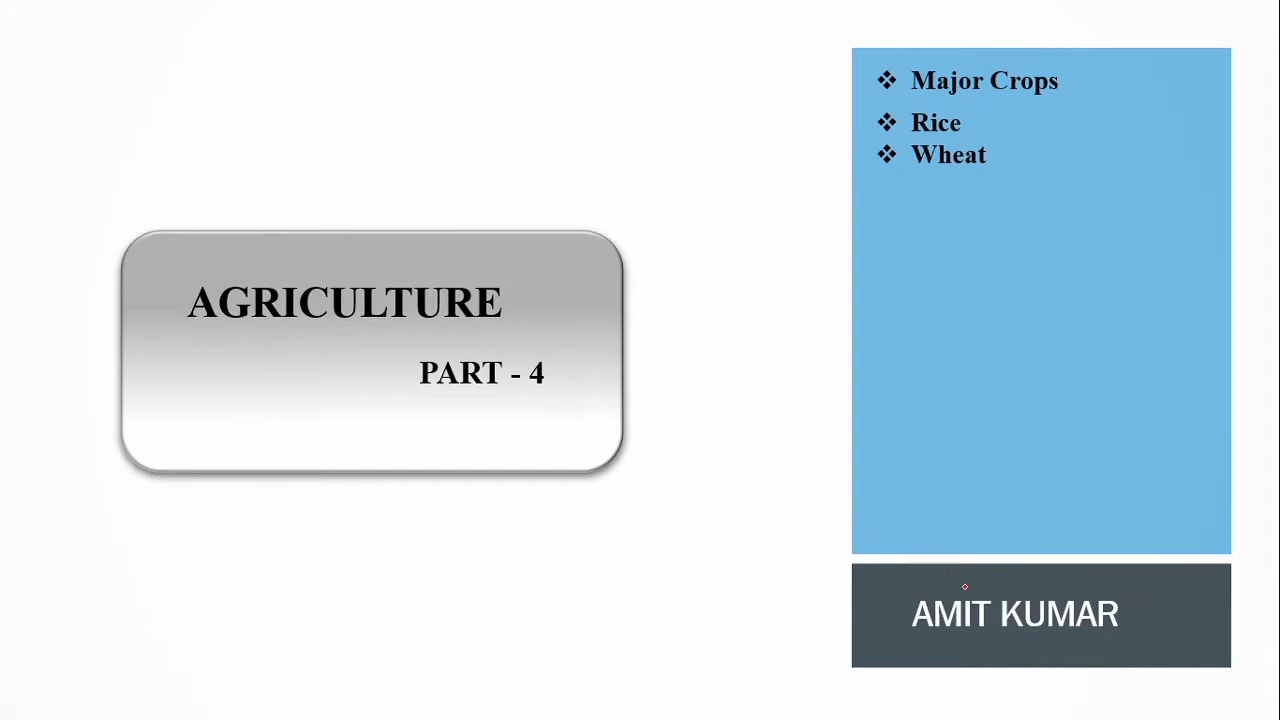 AGRICULTURE
PART - 4
❖ Major Crops
❖ Rice
❖ Wheat
AMIT KUMAR